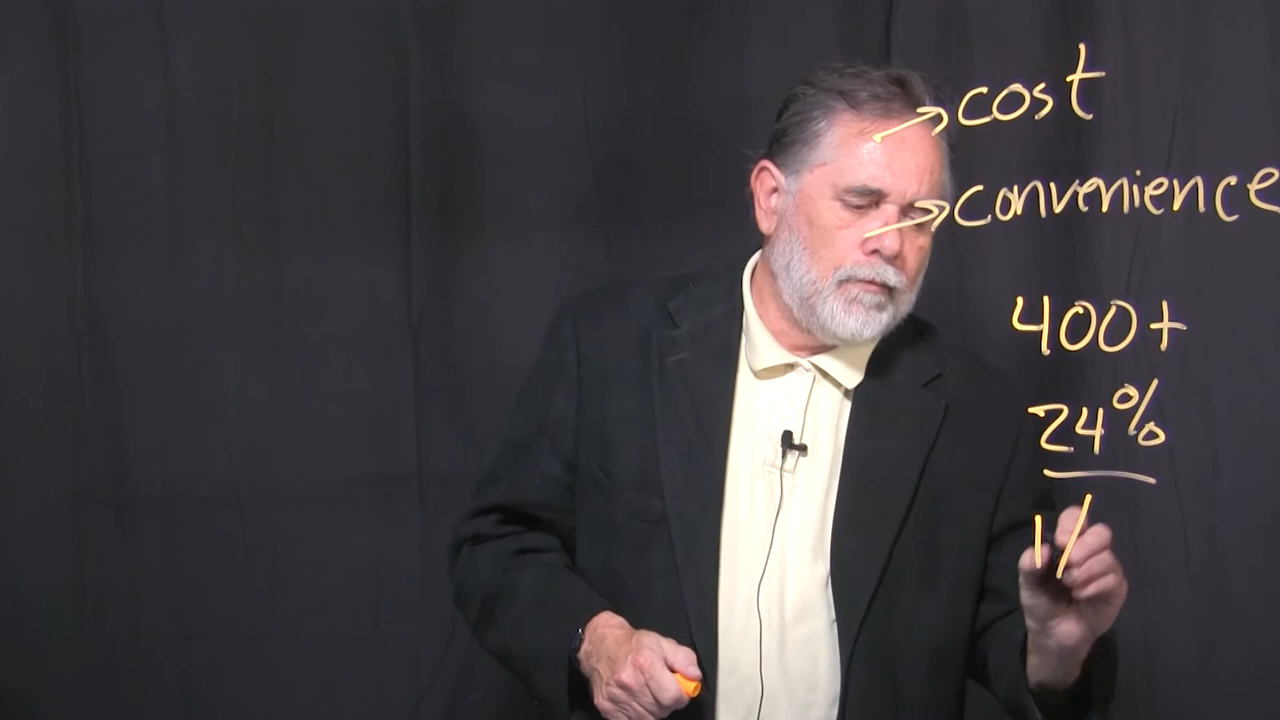 → cost
→ convenience
400+
24%
1/